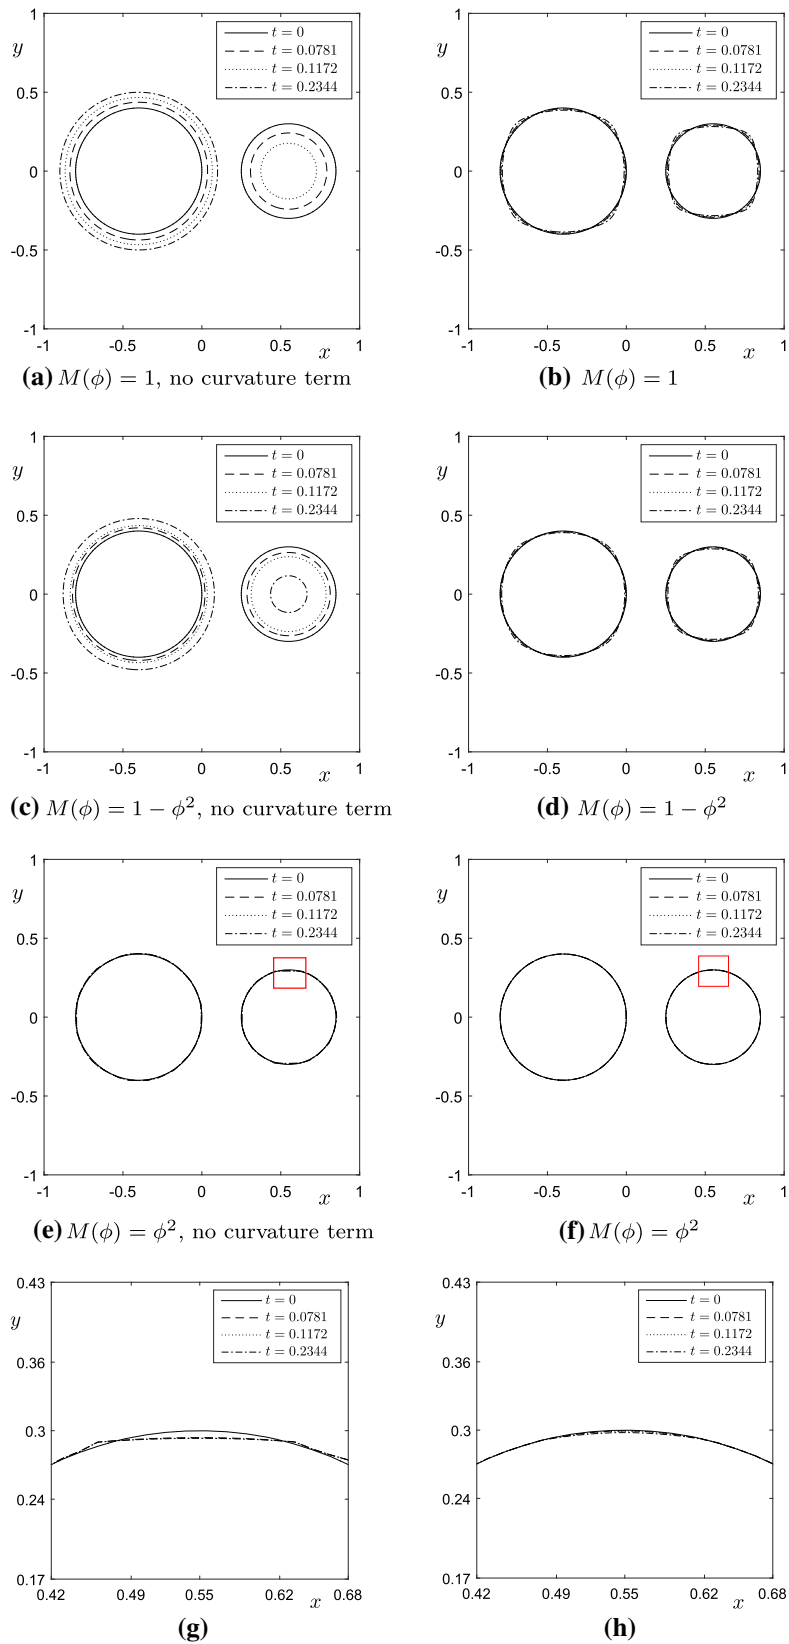 1
0.5
0
-0.5
-1
y
t = 0
t = 0.0781
t = 0.1172
t = 0.2344
-1 -0.5 0 0.5 1
x
(a) M(ϕ) = 1, no curvature term
1
0.5
0
-0.5
-1
y
t = 0
t = 0.0781
t = 0.1172
t = 0.2344
-1 -0.5 0 0.5 1
x
(b) M(ϕ) = 1
1
0.5
0
-0.5
-1
y
t = 0
t = 0.0781
t = 0.1172
t = 0.2344
-1 -0.5 0 0.5 1
x
(c) M(ϕ) = 1 − ϕ², no curvature term
1
0.5
0
-0.5
-1
y
t = 0
t = 0.0781
t = 0.1172
t = 0.2344
-1 -0.5 0 0.5 1
x
(d) M(ϕ) = 1 − ϕ²
1
0.5
0
-0.5
-1
y
t = 0
t = 0.0781
t = 0.1172
t = 0.2344
-1 -0.5 0 0.5 1
x
(e) M(ϕ) = ϕ², no curvature term
1
0.5
0
-0.5
-1
y
t = 0
t = 0.0781
t = 0.1172
t = 0.2344
-1 -0.5 0 0.5 1
x
(f) M(ϕ) = ϕ²
0.43
0.36
0.3
0.24
0.17
y
t = 0
t = 0.0781
t = 0.1172
t = 0.2344
0.42 0.49 0.55 0.62 0.68
x
(g)
0.43
0.36
0.3
0.24
0.17
y
t = 0
t = 0.0781
t = 0.1172
t = 0.2344
0.42 0.49 0.55 0.62 0.68
x
(h)